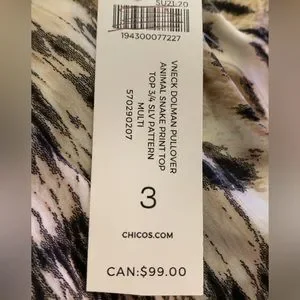 SU21.20
194300077227
VNECK DOLMAN PULLOVER
ANIMAL SNAKE PRINT TOP
TOP 3/4 SLV PATTERN
MULTI
570290207
3
CHICOS.COM
CAN:$99.00